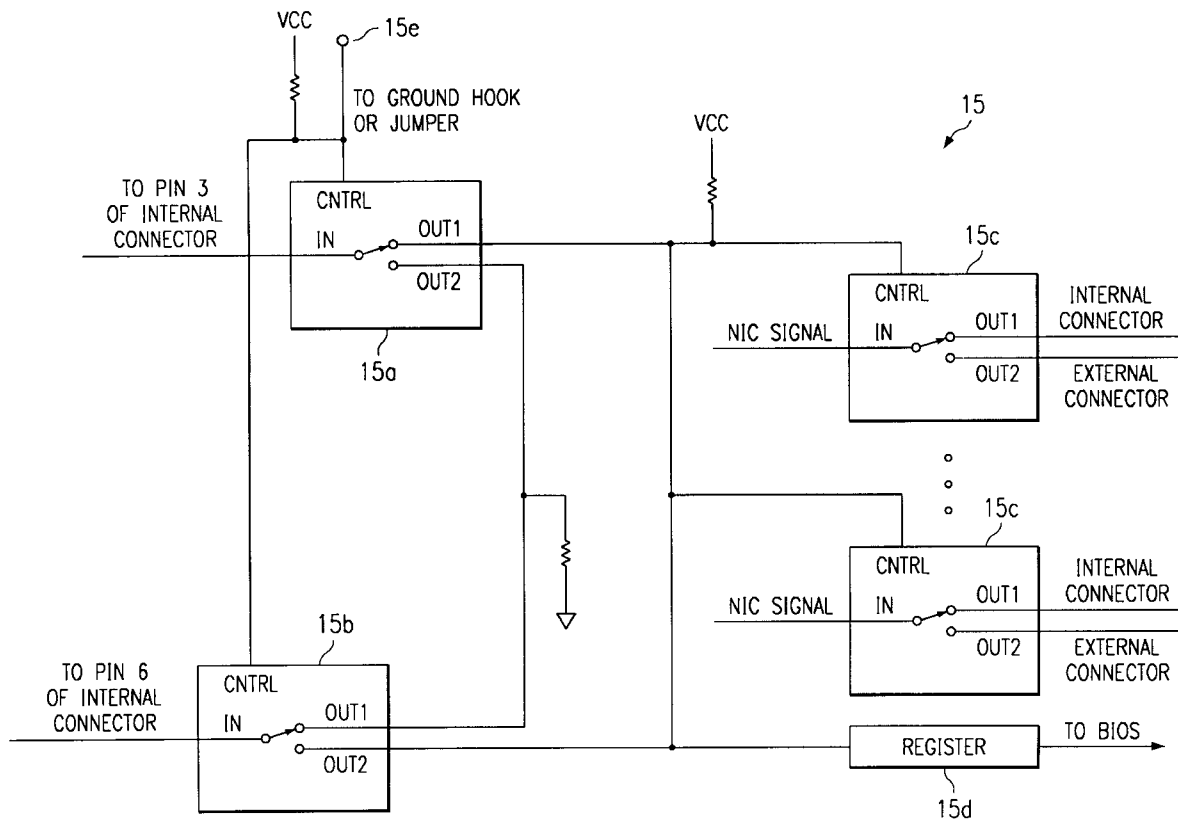 VCC
15e
TO GROUND HOOK
OR JUMPER
15
VCC
TO PIN 3
OF INTERNAL
CONNECTOR
CNTRL
IN
OUT1
OUT2
15a
15c
CNTRL
NIC SIGNAL
IN
OUT1
OUT2
INTERNAL
CONNECTOR
EXTERNAL
CONNECTOR
15c
CNTRL
NIC SIGNAL
IN
OUT1
OUT2
INTERNAL
CONNECTOR
EXTERNAL
CONNECTOR
15b
TO PIN 6
OF INTERNAL
CONNECTOR
CNTRL
IN
OUT1
OUT2
REGISTER
TO BIOS
15d